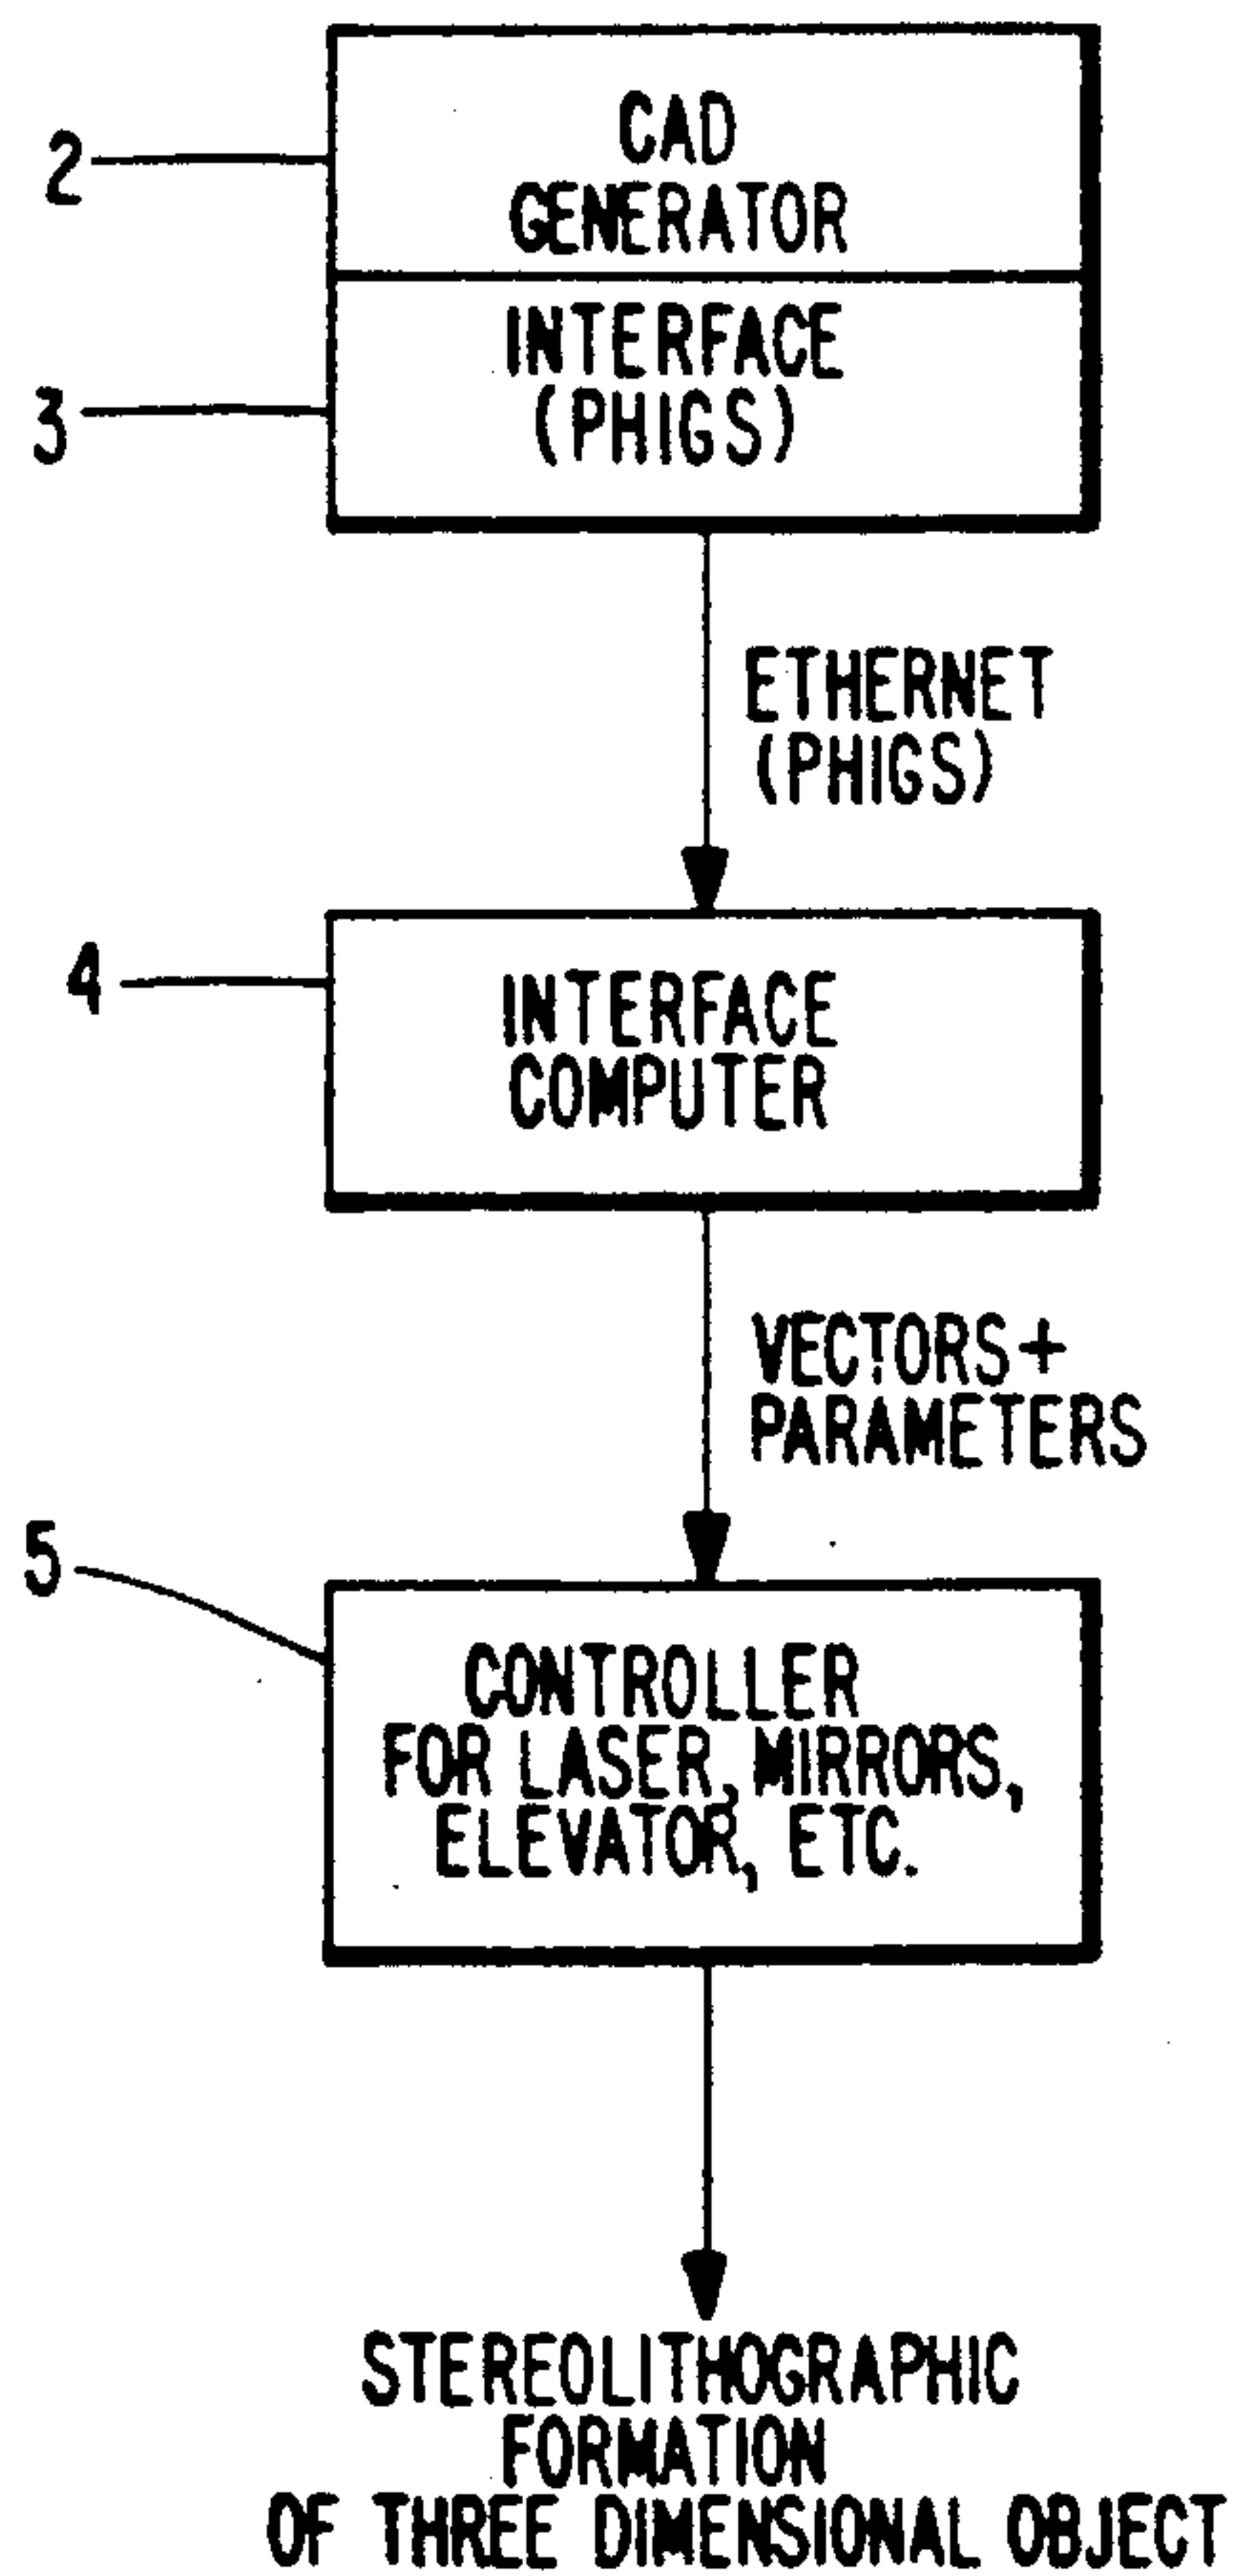 2
CAD
GENERATOR
3
INTERFACE
(PHIGS)
ETHERNET
(PHIGS)
4
INTERFACE
COMPUTER
VECTORS+
PARAMETERS
5
CONTROLLER
FOR LASER, MIRRORS,
ELEVATOR, ETC.
STEREOLITHOGRAPHIC
FORMATION
OF THREE DIMENSIONAL OBJECT